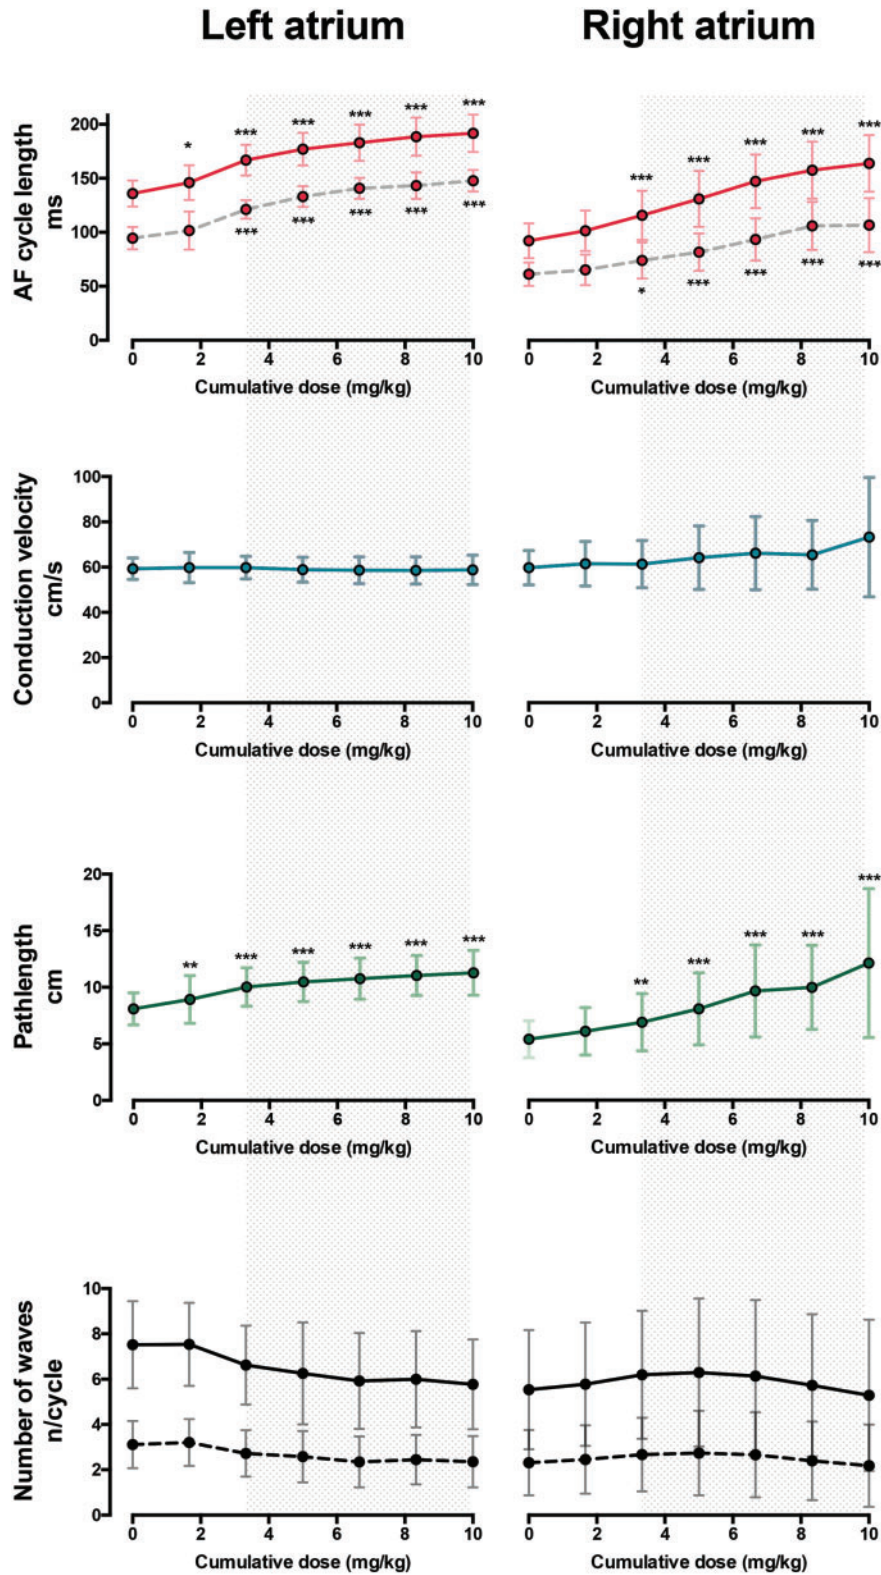 Left atrium Right atrium
AF cycle length
ms
200
150
100
50
0
* *** *** *** *** ***
*** *** *** *** ***
0 2 4 6 8 10
Cumulative dose (mg/kg)
*** *** *** *** ***
* *** *** *** ***
0 2 4 6 8 10
Cumulative dose (mg/kg)
Conduction velocity
cm/s
100
80
60
40
20
0
0 2 4 6 8 10
Cumulative dose (mg/kg)
0 2 4 6 8 10
Cumulative dose (mg/kg)
Pathlength
cm
20
15
10
5
0
** *** *** *** *** ***
0 2 4 6 8 10
Cumulative dose (mg/kg)
** *** *** *** ***
0 2 4 6 8 10
Cumulative dose (mg/kg)
Number of waves
n/cycle
10
8
6
4
2
0
0 2 4 6 8 10
Cumulative dose (mg/kg)
0 2 4 6 8 10
Cumulative dose (mg/kg)